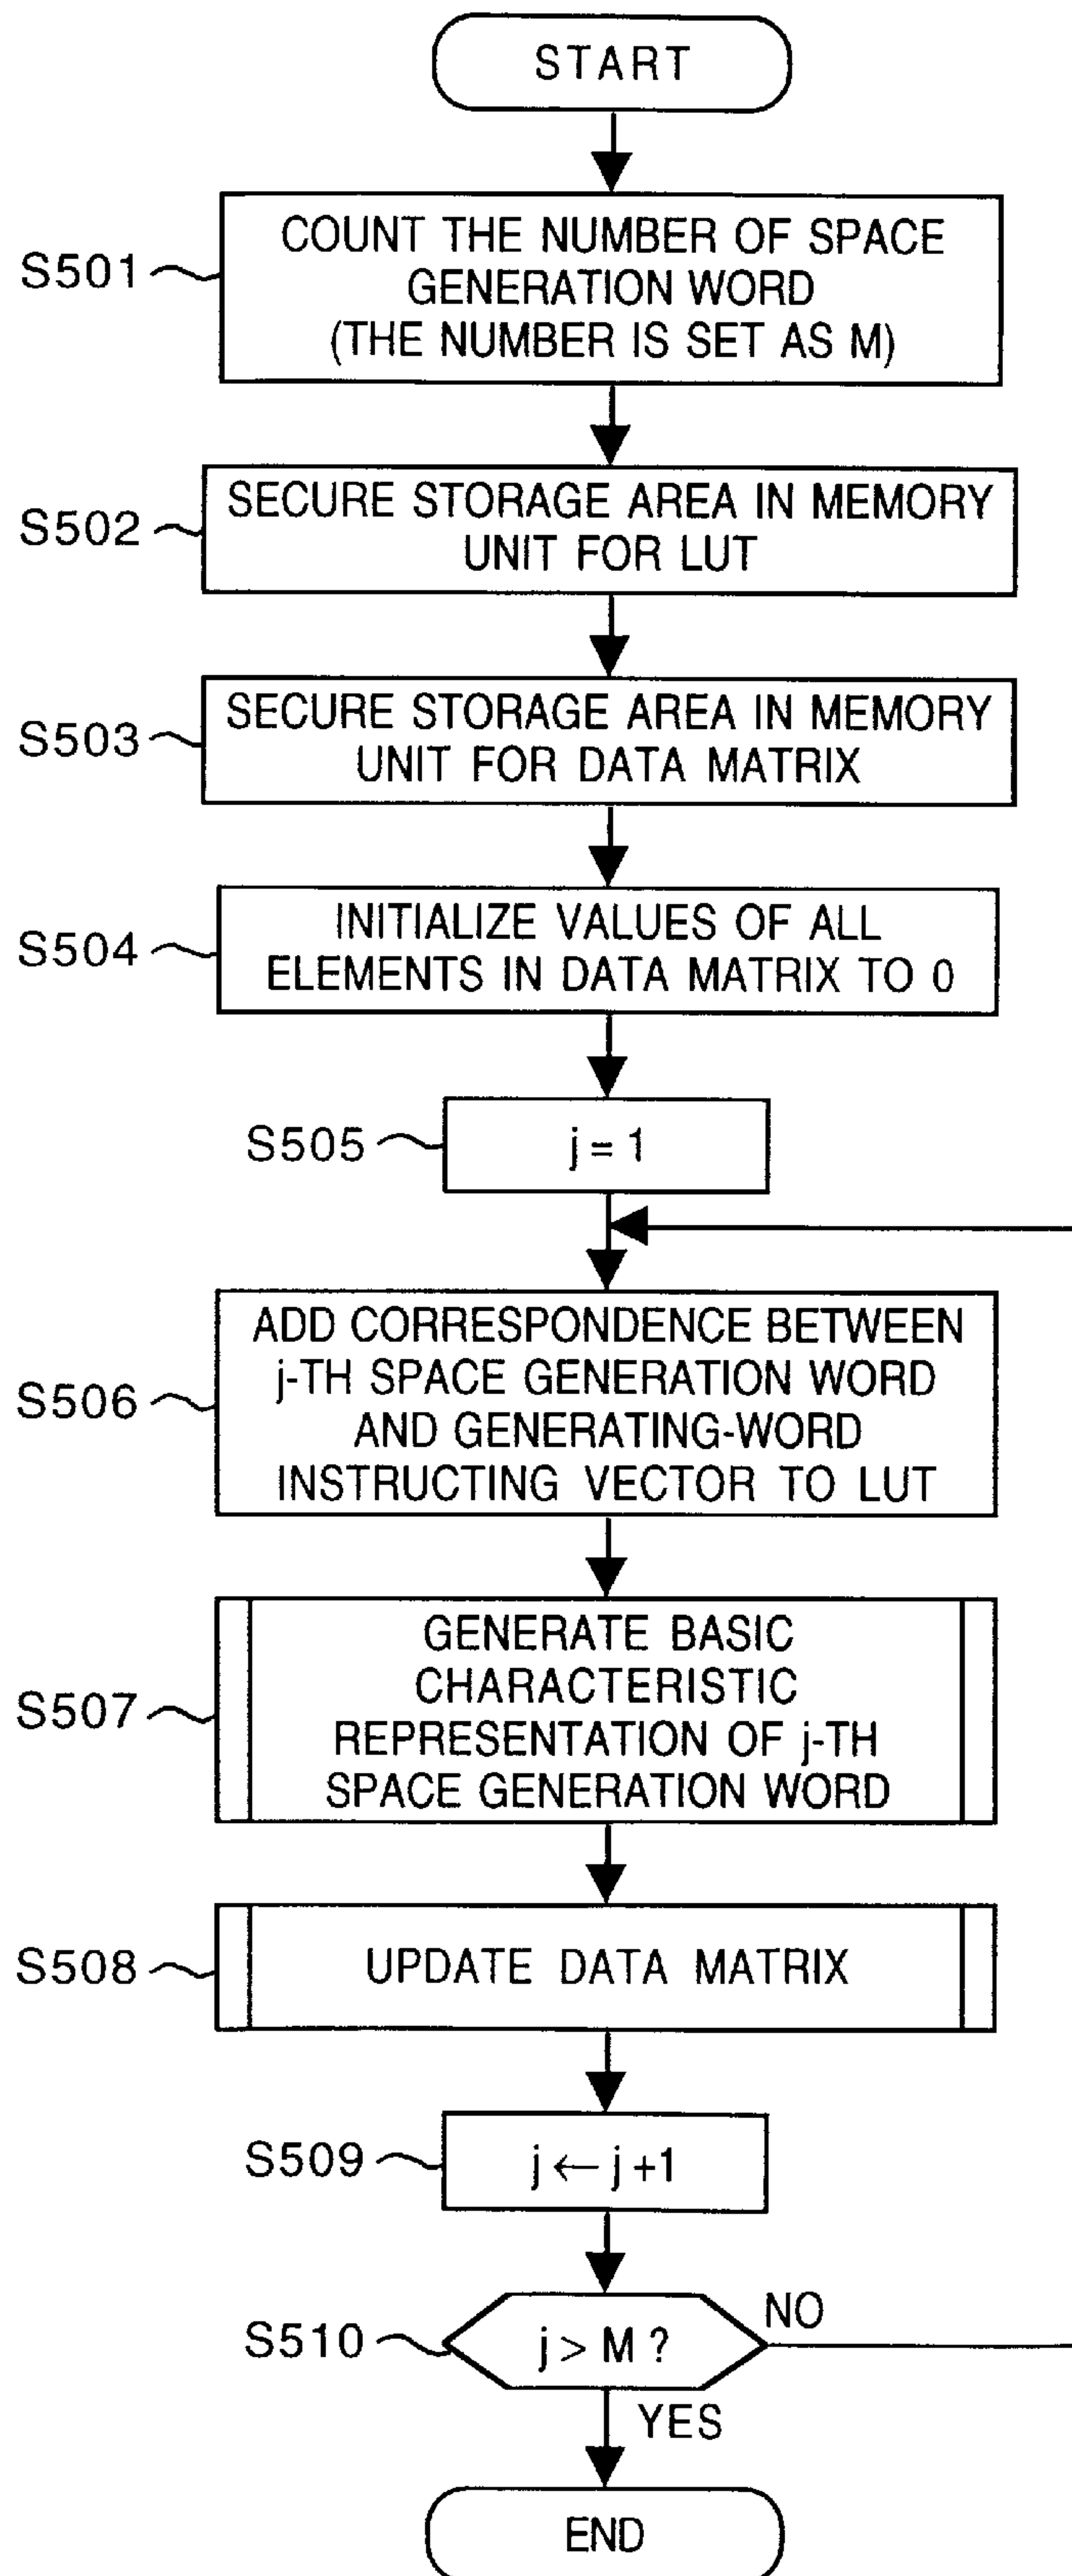 START
S501
COUNT THE NUMBER OF SPACE
GENERATION WORD
(THE NUMBER IS SET AS M)
S502
SECURE STORAGE AREA IN MEMORY
UNIT FOR LUT
S503
SECURE STORAGE AREA IN MEMORY
UNIT FOR DATA MATRIX
S504
INITIALIZE VALUES OF ALL
ELEMENTS IN DATA MATRIX TO 0
S505
j = 1
S506
ADD CORRESPONDENCE BETWEEN
j-TH SPACE GENERATION WORD
AND GENERATING-WORD
INSTRUCTING VECTOR TO LUT
S507
GENERATE BASIC
CHARACTERISTIC
REPRESENTATION OF j-TH
SPACE GENERATION WORD
S508
UPDATE DATA MATRIX
S509
j ← j +1
S510
j > M ?
NO
YES
END